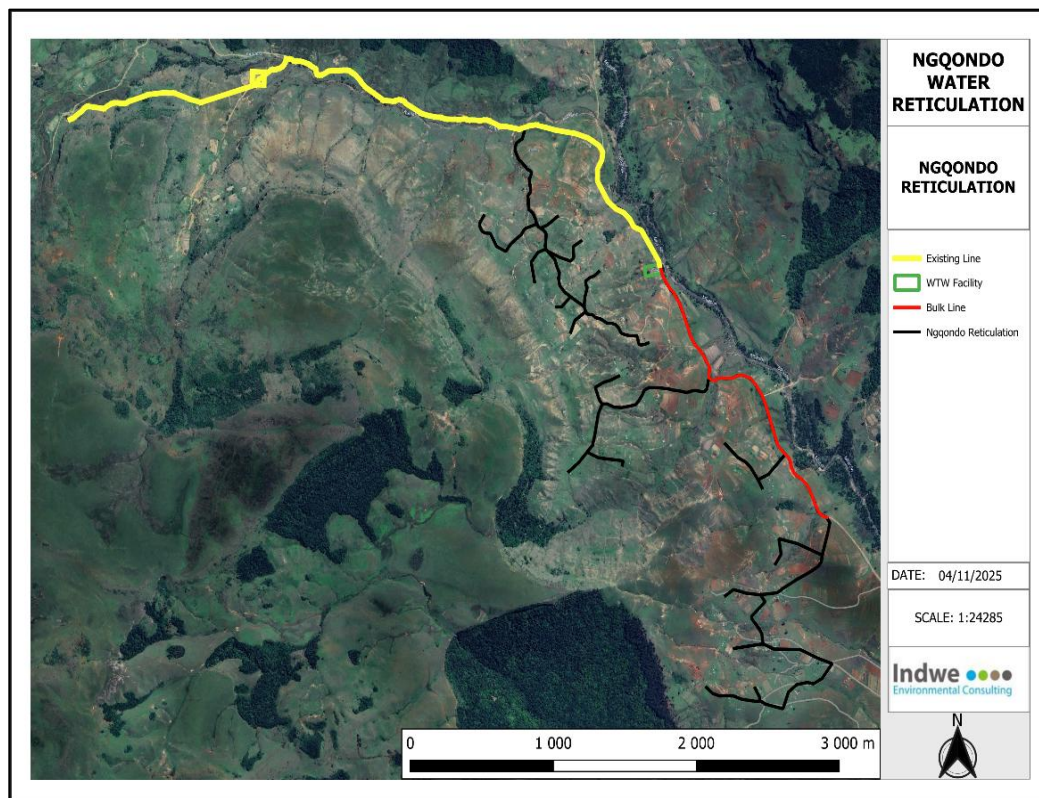 NGQONDO
WATER
RETICULATION
NGQONDO
RETICULATION
Existing Line
WTW Facility
Bulk Line
Ngqondo Reticulation
DATE: 04/11/2025
SCALE: 1:24285
Indwe
Environmental Consulting
N
0 1 000 2 000 3 000 m